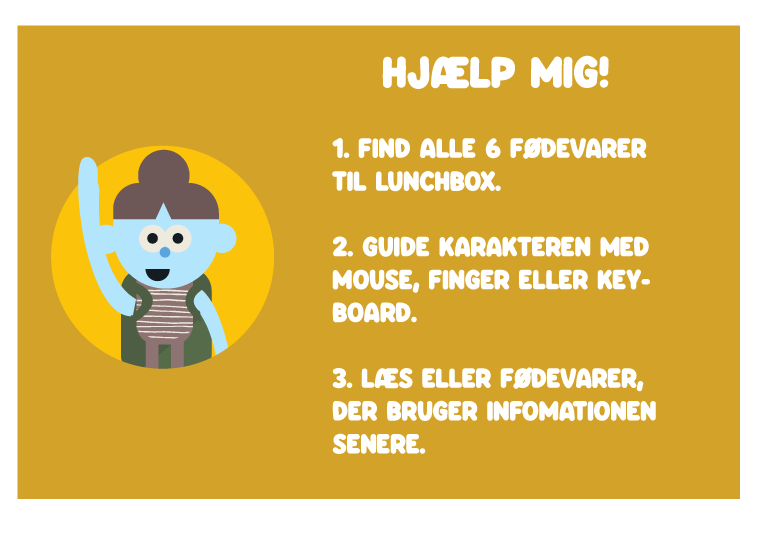 HJÆLP MIG!
1. FIND ALLE 6 FØDEVARER
TIL LUNCHBOX.
2. GUIDE KARAKTEREN MED
MOUSE, FINGER ELLER KEY-
BOARD.
3. LÆS ELLER FØDEVARER,
DER BRUGER INFOMATIONEN
SENERE.